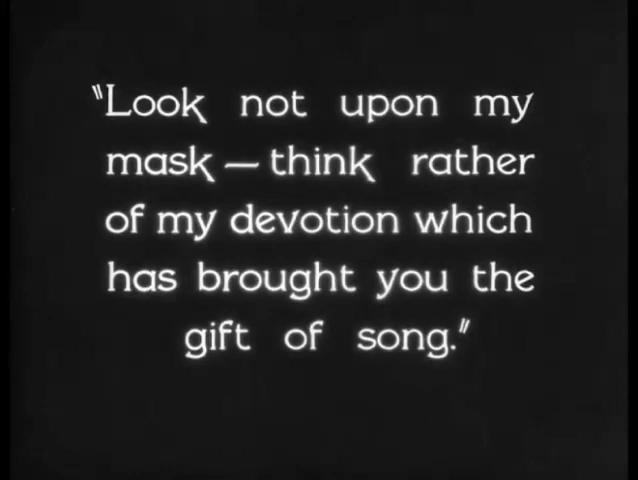 "Look not upon my
mask — think rather
of my devotion which
has brought you the
gift of song."